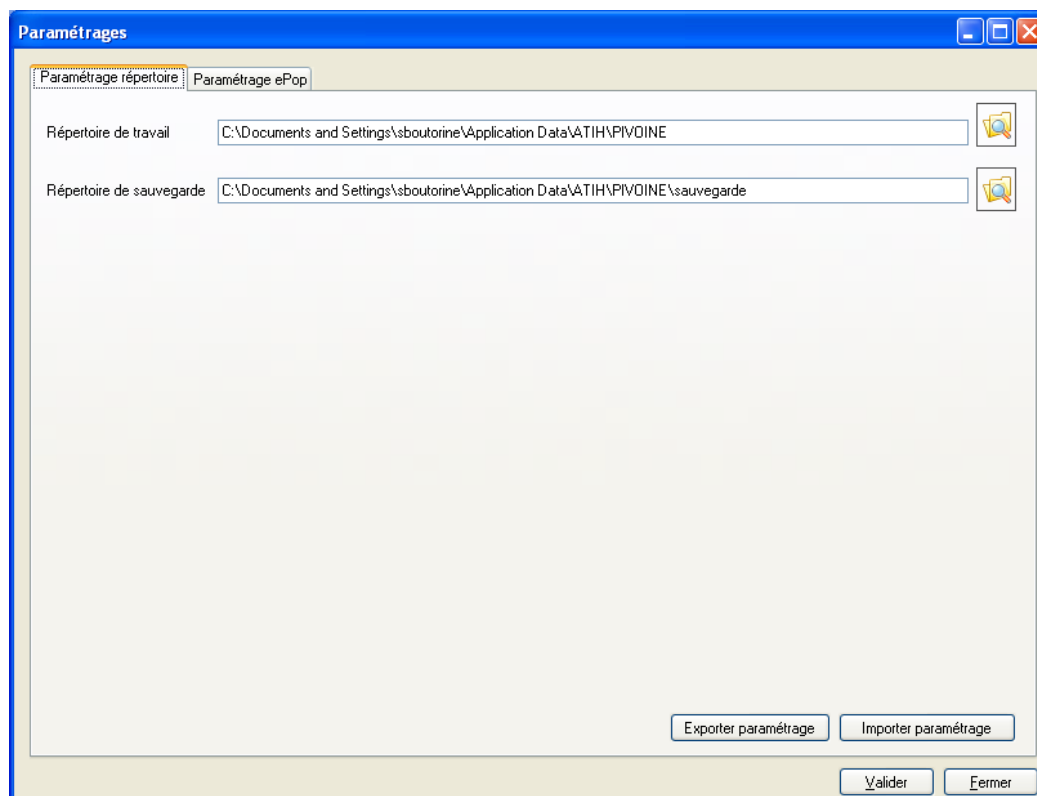 Paramétrages
Paramétrage répertoire Paramétrage ePop
Répertoire de travail C:\Documents and Settings\sboutorine\Application Data\ATIH\PIVOINE
Répertoire de sauvegarde C:\Documents and Settings\sboutorine\Application Data\ATIH\PIVOINE\sauvegarde
Exporter paramétrage Importer paramétrage
Valider Fermer